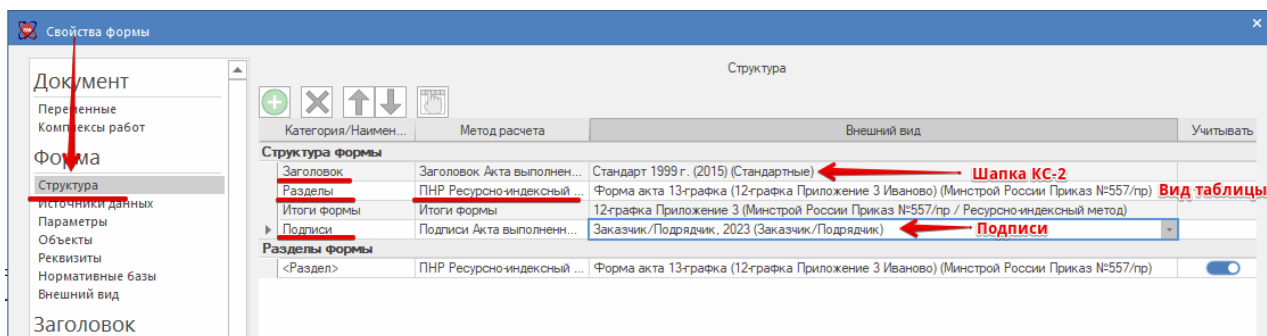 Свойства формы
Структура
Документ
Переменные
Комплексы работ
Форма
Структура
Источники данных
Параметры
Объекты
Реквизиты
Нормативные базы
Внешний вид
Заголовок
Категория/Наимен... Метод расчета Внешний вид Учитывать
Структура формы
Заголовок Заголовок Акта выполнен... Стандарт 1999 г. (2015) (Стандартные) Шапка КС-2
Разделы ПНР Ресурсно-индексный ... Форма акта 13-графка (12-графка Приложение 3 Иваново) (Минстрой России Приказ №557/пр) Вид таблицы
Итоги формы Итоги формы 12-графка Приложение 3 (Минстрой России Приказ №557/пр / Ресурсно-индексный метод)
Подписи Подписи Акта выполненн... Заказчик/Подрядчик, 2023 (Заказчик/Подрядчик) Подписи
Разделы формы
<Раздел> ПНР Ресурсно-индексный ... Форма акта 13-графка (12-графка Приложение 3 Иваново) (Минстрой России Приказ №557/пр)